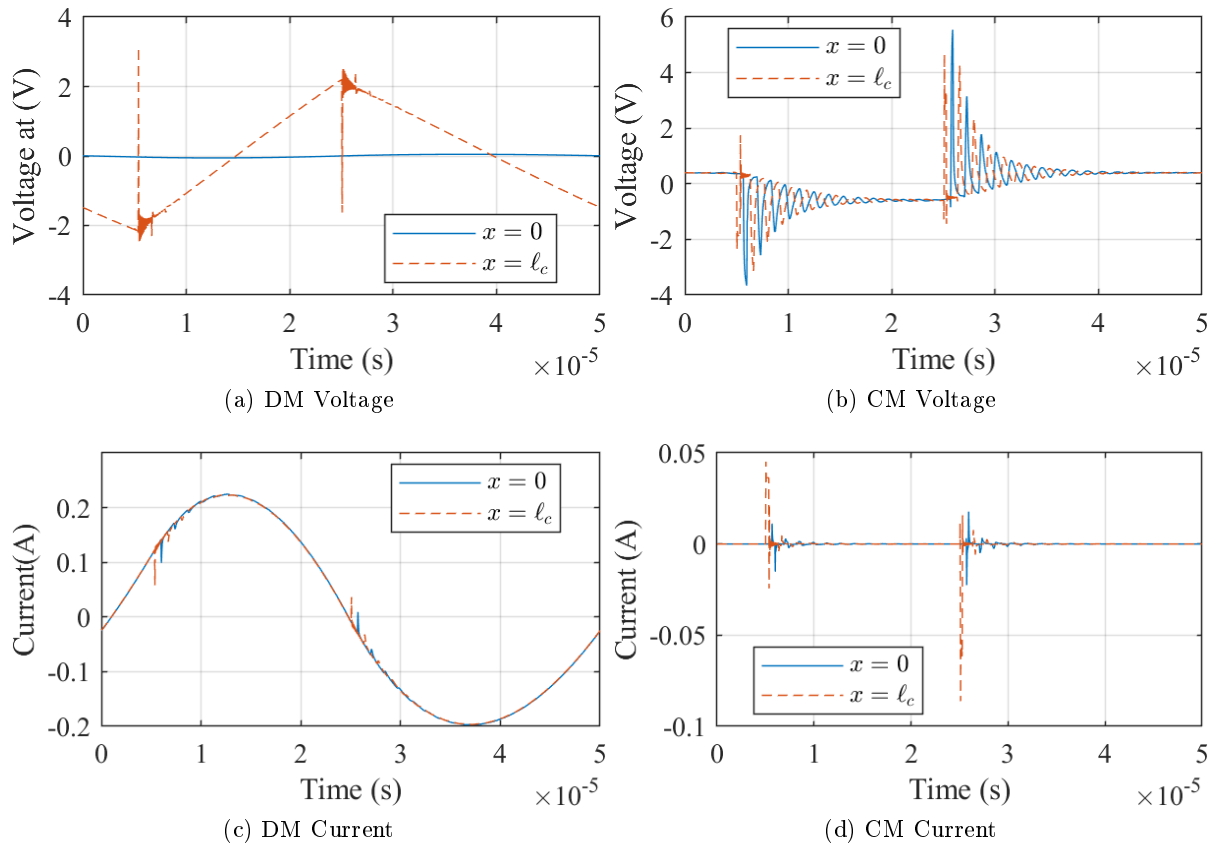 4
2
0
-2
-4
Voltage at (V)
x = 0
x = ℓc
0 1 2 3 4 5
Time (s)
×10-5
(a) DM Voltage
6
4
2
0
-2
-4
Voltage (V)
x = 0
x = ℓc
0 1 2 3 4 5
Time (s)
×10-5
(b) CM Voltage
0.2
0.1
0
-0.1
-0.2
Current(A)
x = 0
x = ℓc
0 1 2 3 4 5
Time (s)
×10-5
(c) DM Current
0.05
0
-0.05
-0.1
Current (A)
x = 0
x = ℓc
0 1 2 3 4 5
Time (s)
×10-5
(d) CM Current